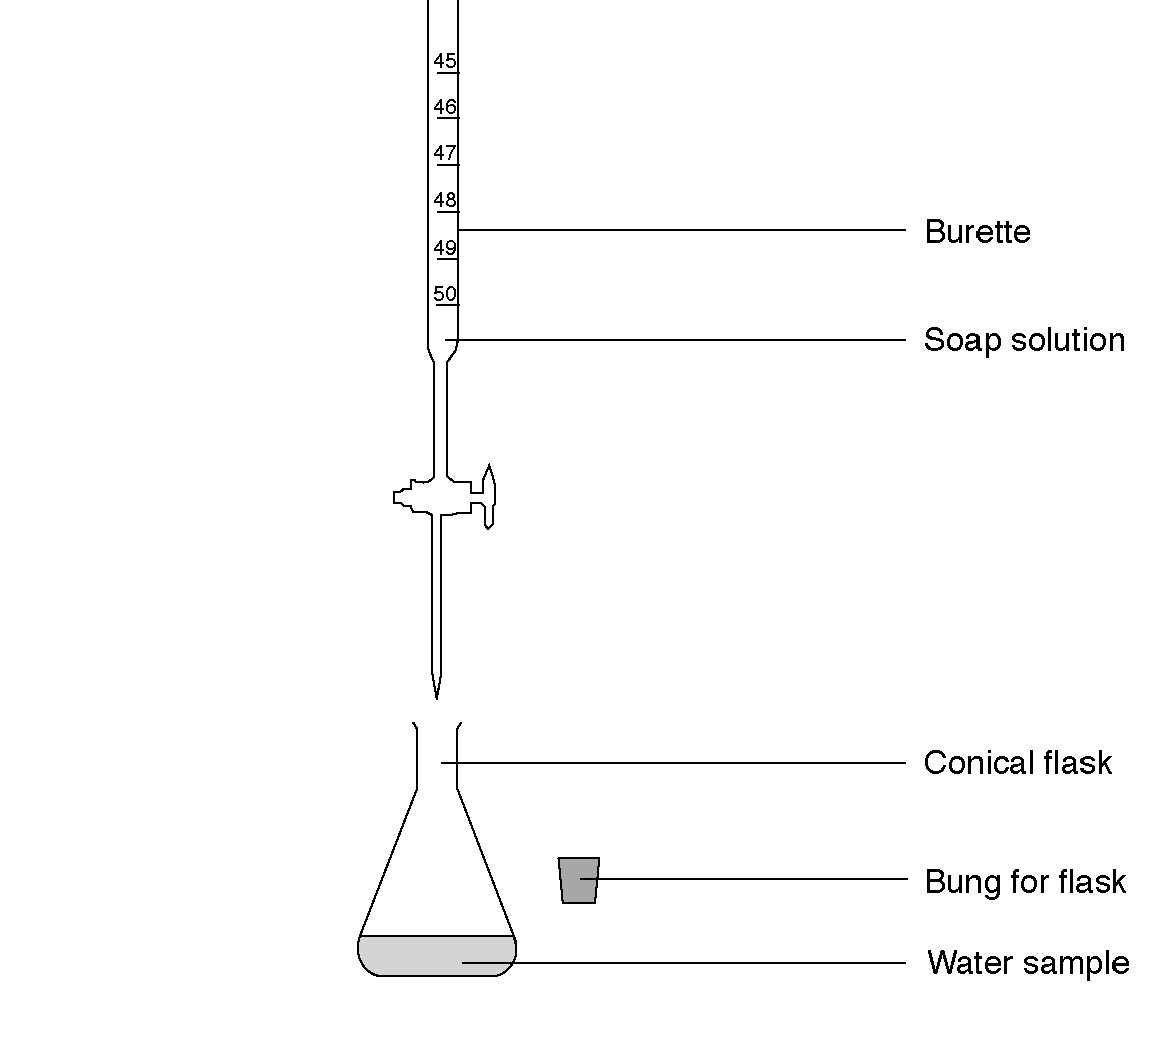 45
46
47
48
Burette
49
50
Soap solution
Conical flask
Bung for flask
Water sample